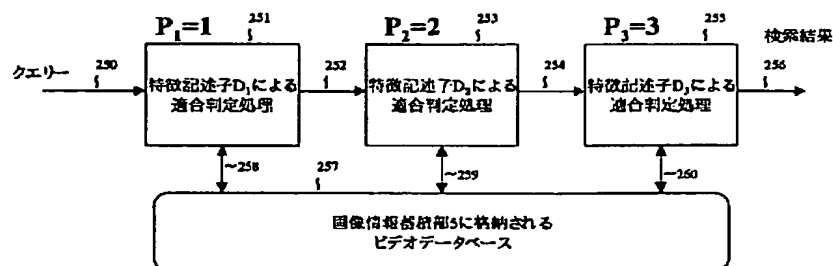 P1=1
251
P2=2
253
P3=3
255
検索結果
クエリー
250
特徴記述子D1による
適合判定処理
252
特徴記述子D2による
適合判定処理
254
特徴記述子D3による
適合判定処理
256
~258
257
~259
~260
画像情報蓄積部5に格納される
ビデオデータベース